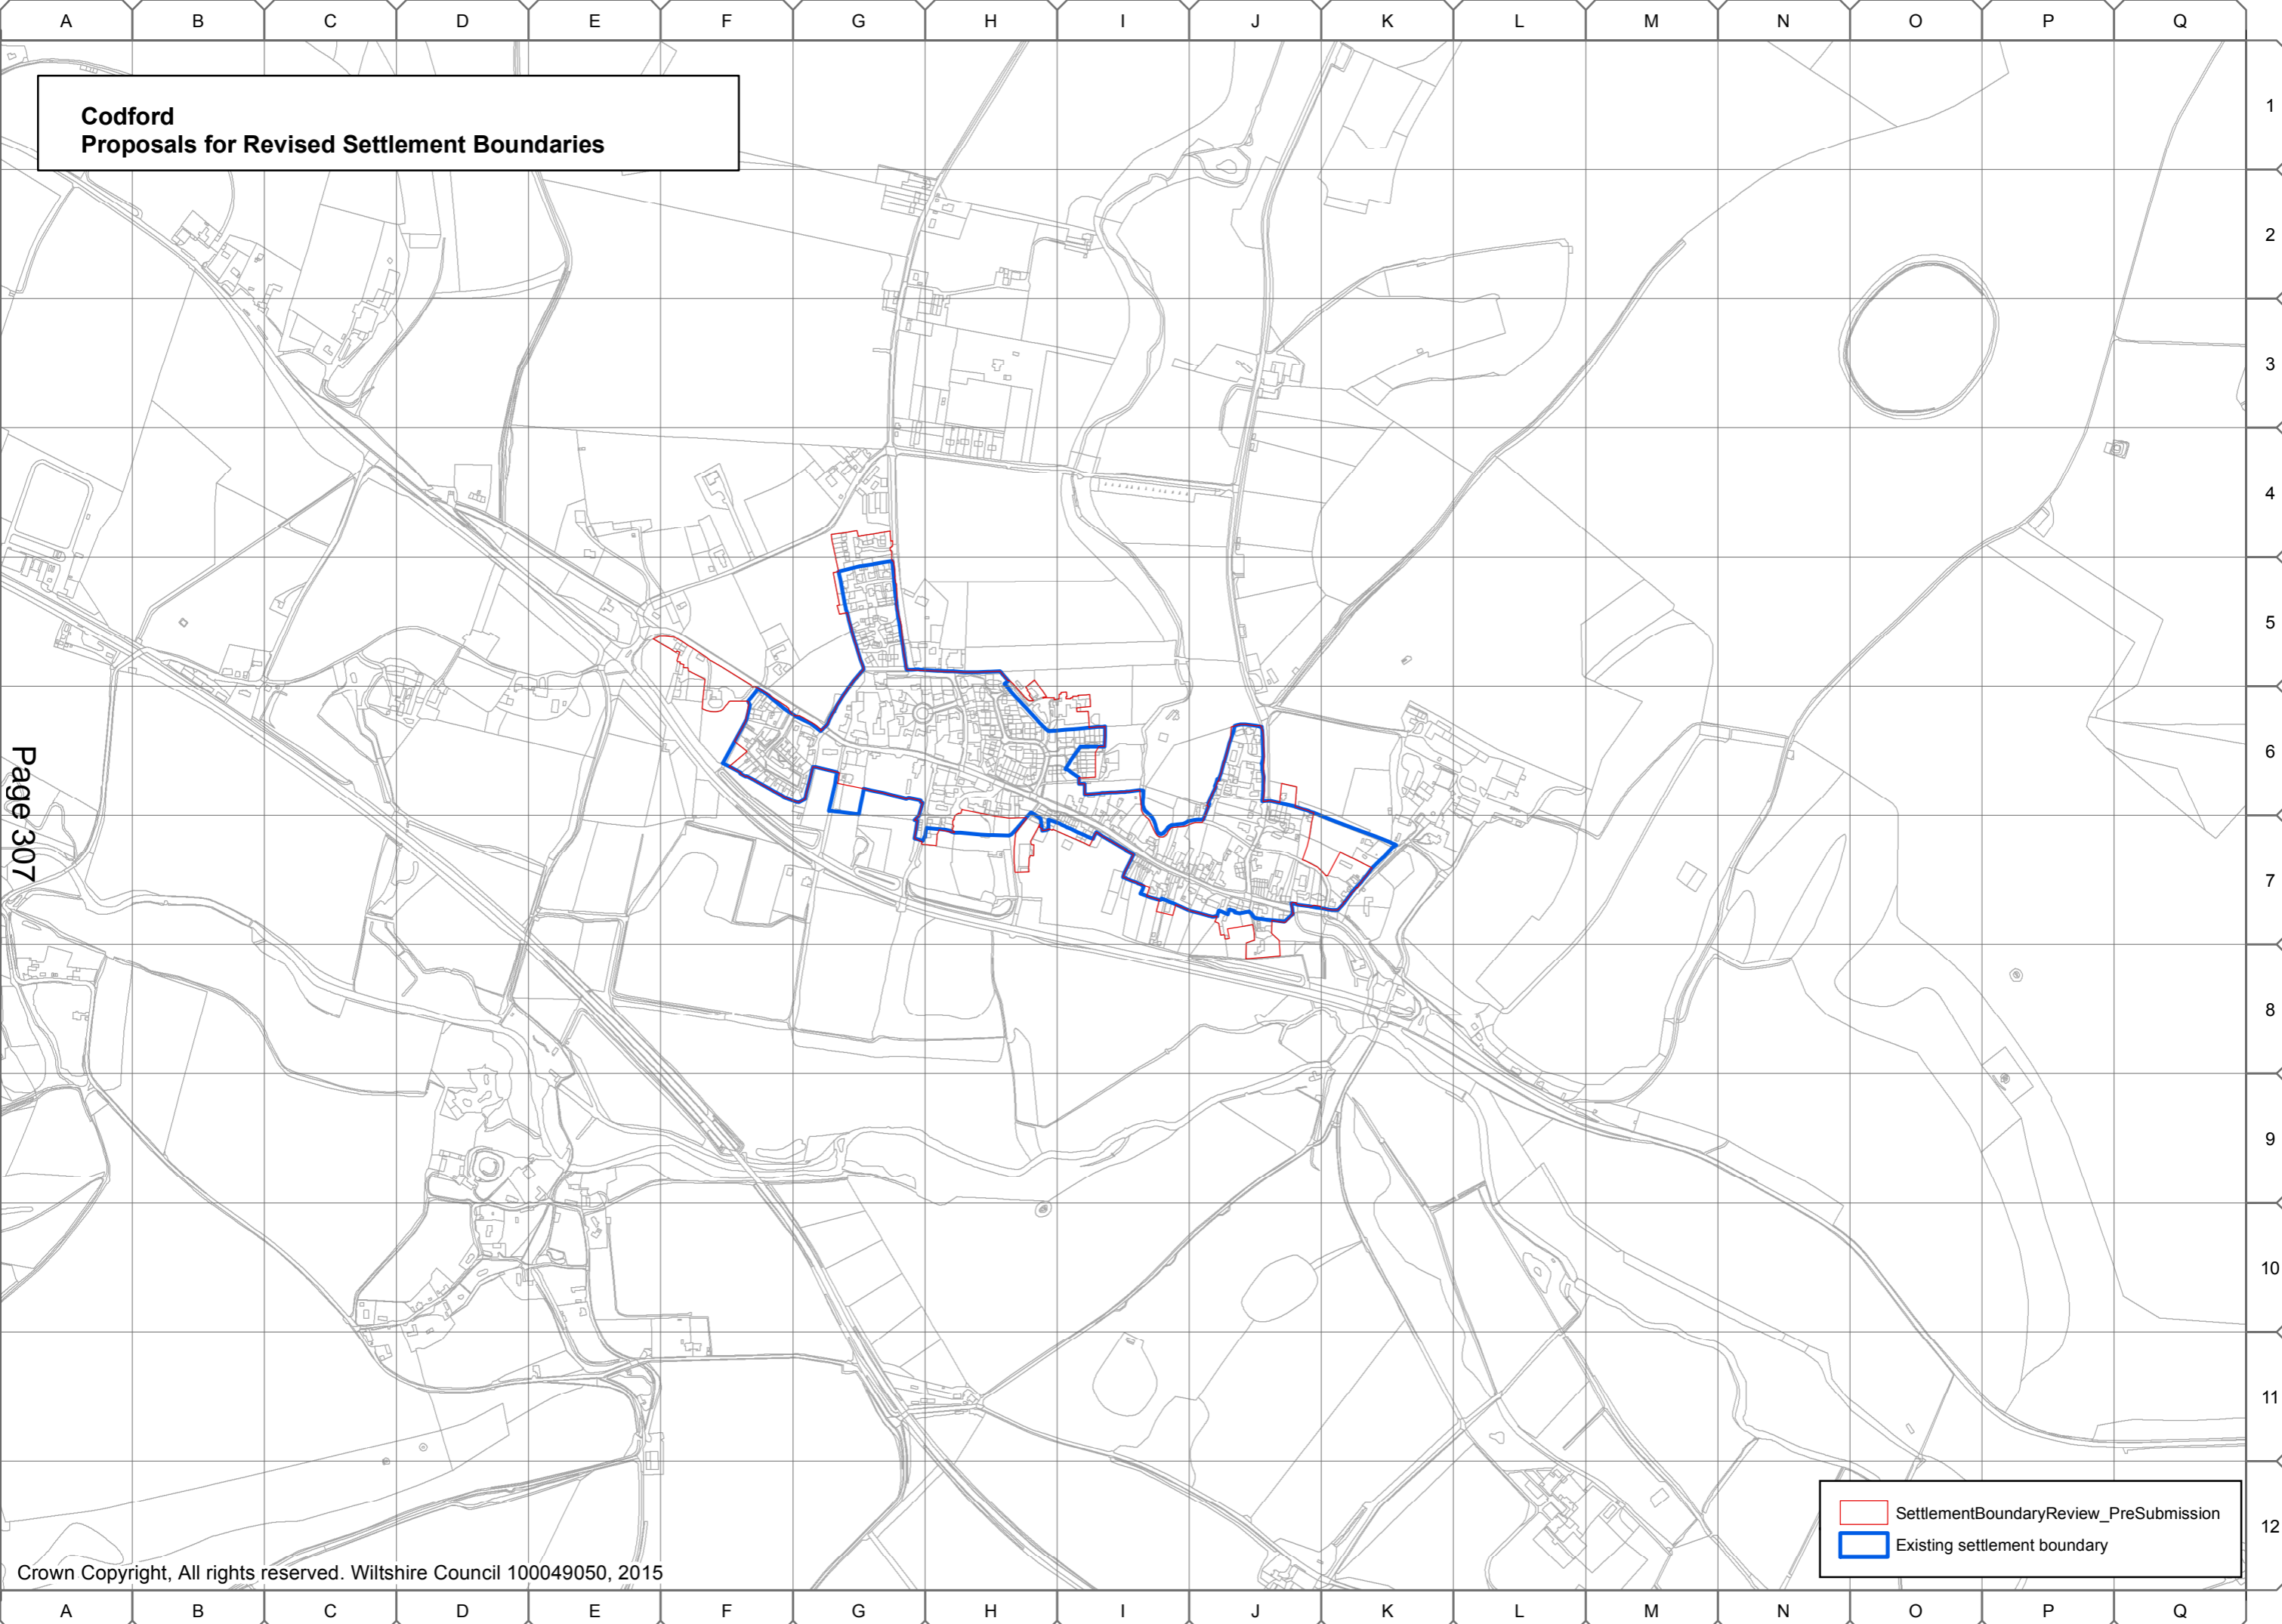 A B C D E F G H I J K L M N O P Q
Codford
Proposals for Revised Settlement Boundaries
1
2
3
4
5
6
7
8
9
10
11
12
Page 307
SettlementBoundaryReview_PreSubmission
Existing settlement boundary
Crown Copyright, All rights reserved. Wiltshire Council 100049050, 2015
A B C D E F G H I J K L M N O P Q